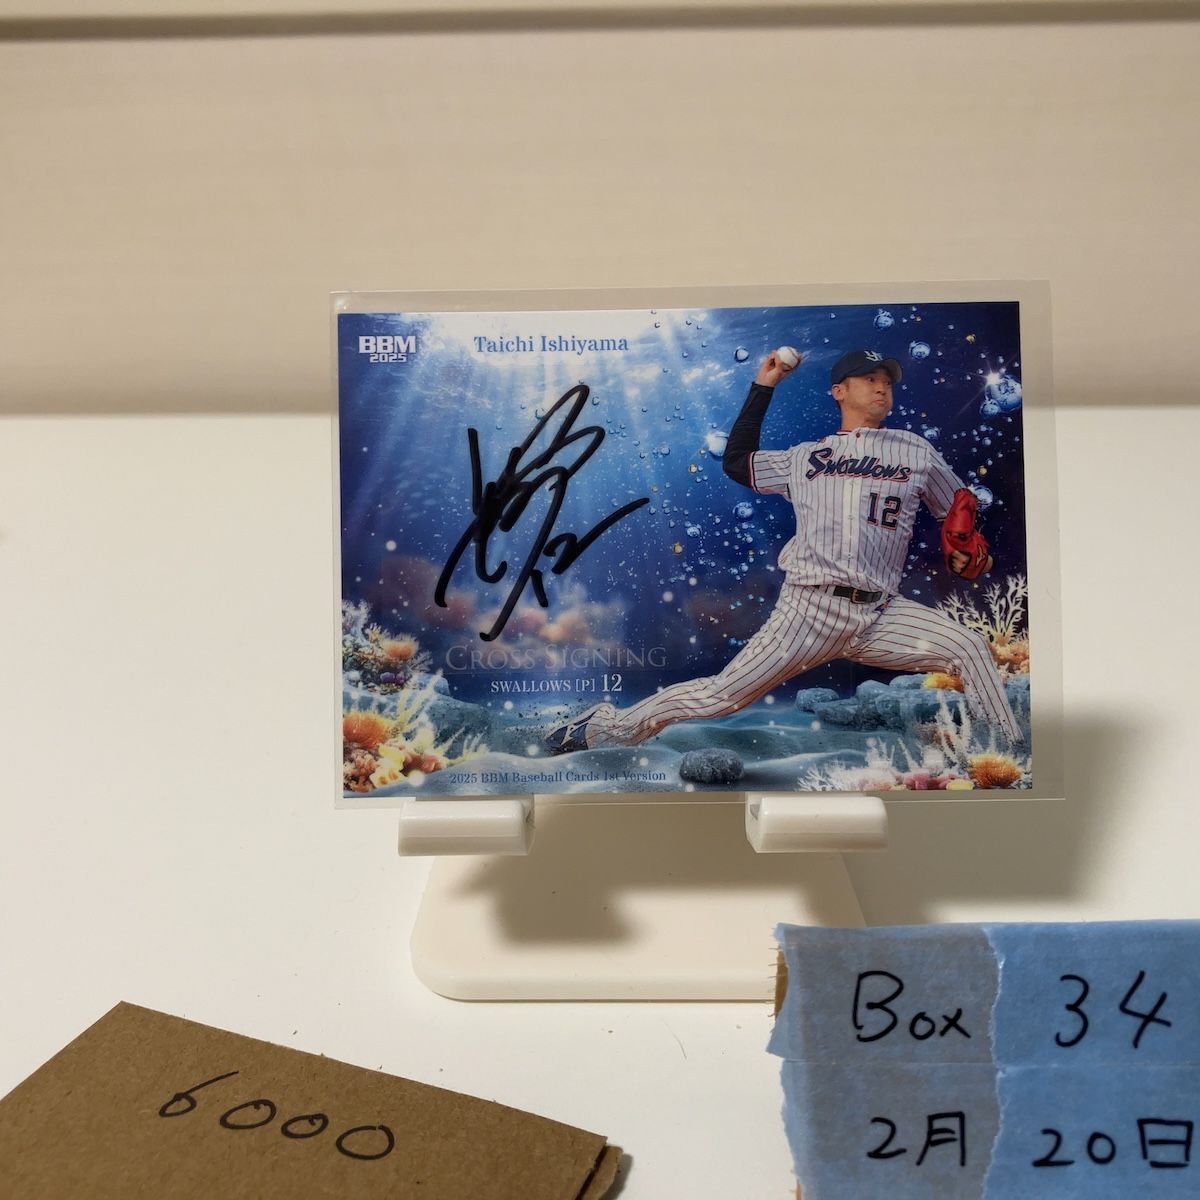 BBM
2025
Taichi Ishiyama
Swallows
12
12
CROSS SIGNING
SWALLOWS [P] 12
2025 BBM Baseball Cards 1st Version
6000
Box 34
2月 20日